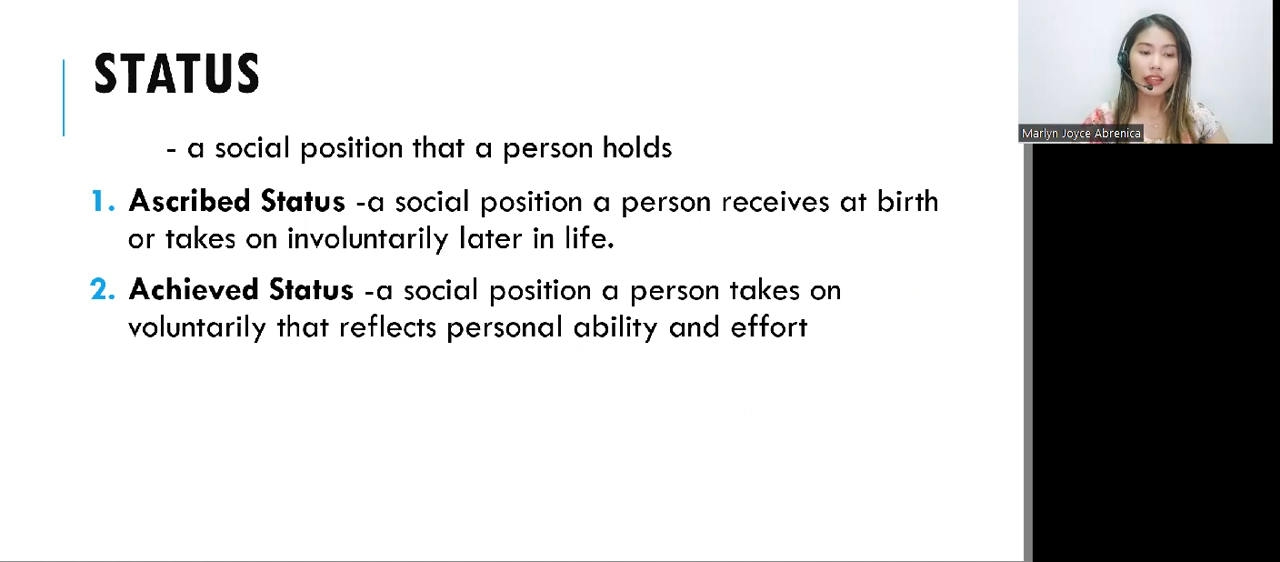 STATUS
- a social position that a person holds
1. Ascribed Status -a social position a person receives at birth
or takes on involuntarily later in life.
2. Achieved Status -a social position a person takes on
voluntarily that reflects personal ability and effort
Marlyn Joyce Abrenica